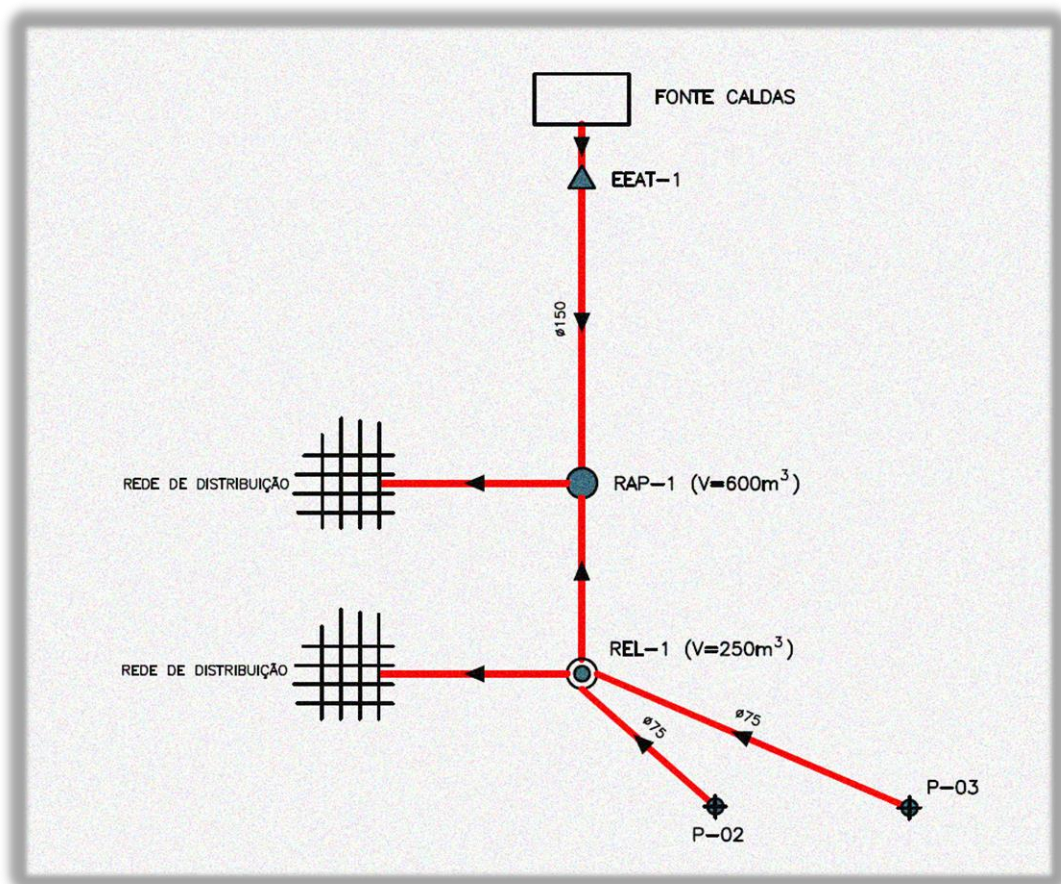 FONTE CALDAS
EEAT-1
ø150
REDE DE DISTRIBUIÇÃO
RAP-1 (V=600m³)
REL-1 (V=250m³)
REDE DE DISTRIBUIÇÃO
ø75
ø75
P-03
P-02